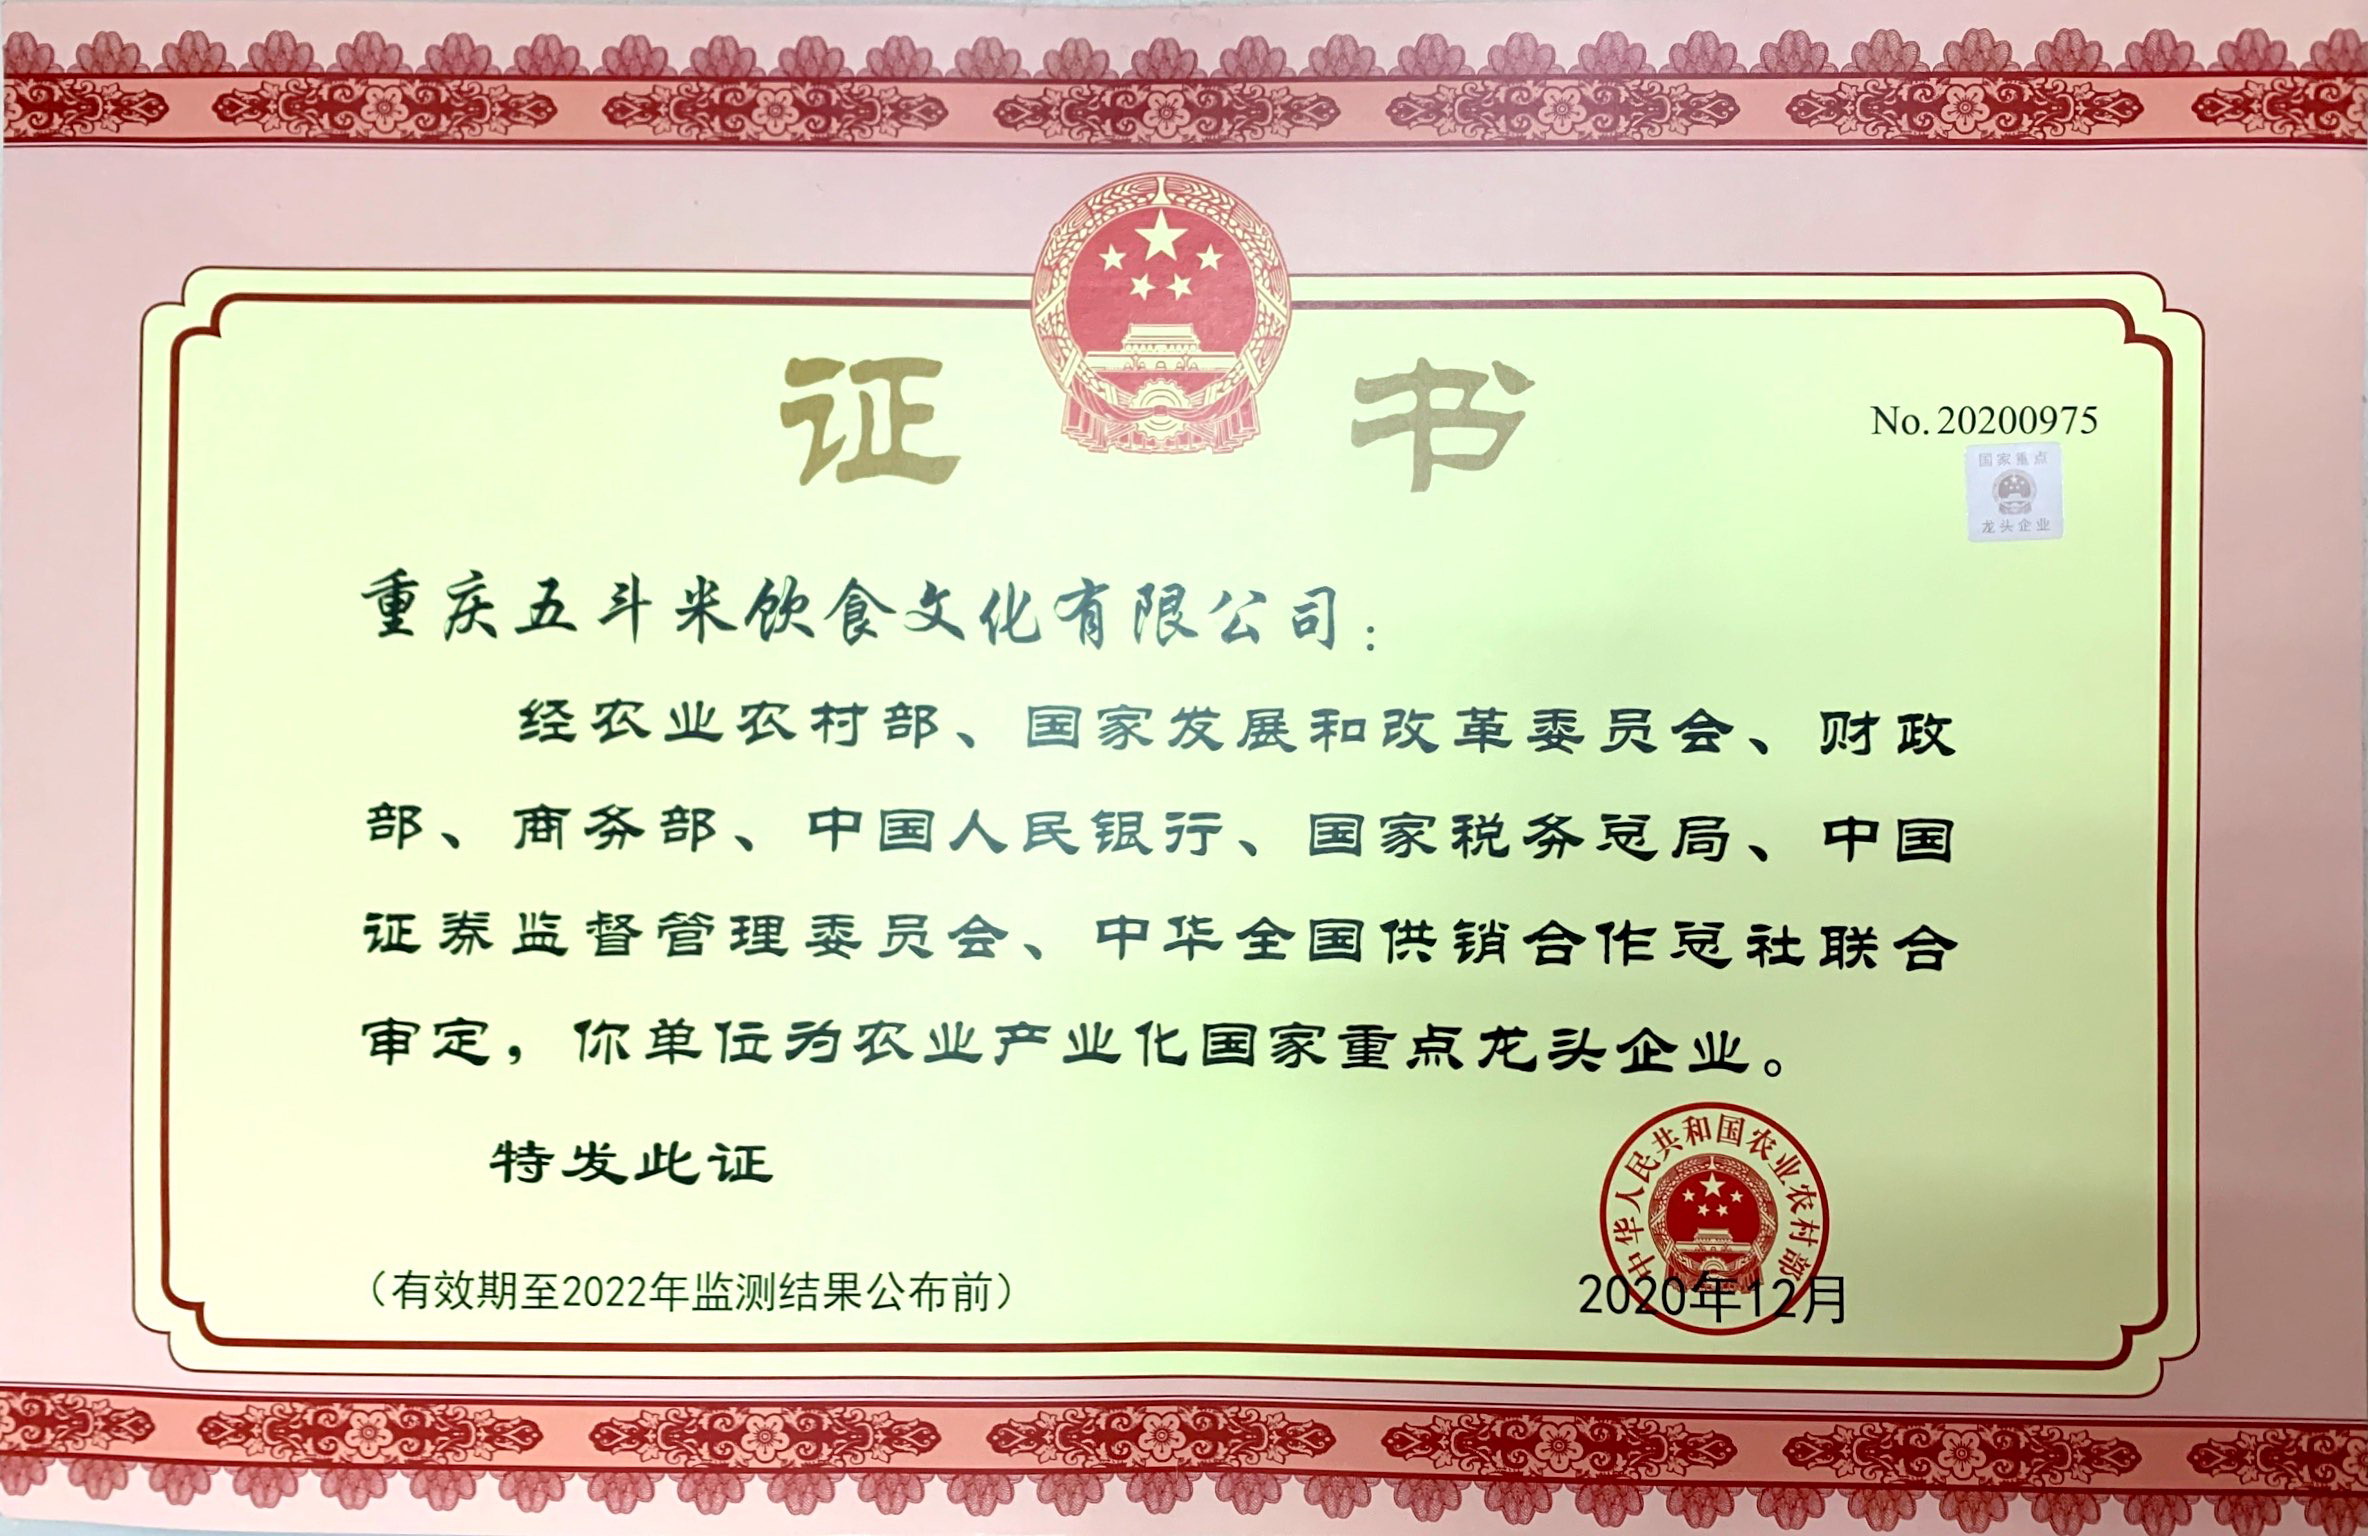 证书
No. 20200975
国家重点
龙头企业
重庆五斗米饮食文化有限公司：
经农业农村部、国家发展和改革委员会、财政
部、商务部、中国人民银行、国家税务总局、中国
证券监督管理委员会、中华全国供销合作总社联合
审定，你单位为农业产业化国家重点龙头企业。
特发此证
中华人民共和国农业农村部
（有效期至2022年监测结果公布前）
2020年12月